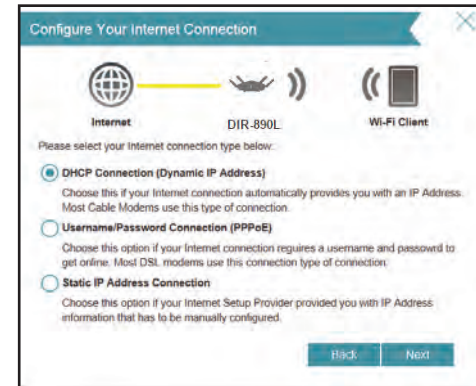 Configure Your Internet Connection
Internet
DIR-890L
Wi-Fi Client
Please select your Internet connection type below:
DHCP Connection (Dynamic IP Address)
Choose this if your Internet connection automatically provides you with an IP Address.
Most Cable Modems use this type of connection.
Username/Password Connection (PPPoE)
Choose this option if your Internet connection requires a username and passowrd to
get online. Most DSL modems use this connection type of connection.
Static IP Address Connection
Choose this option if your Internet Setup Provider provided you with IP Address
information that has to be manually configured.
Back Next